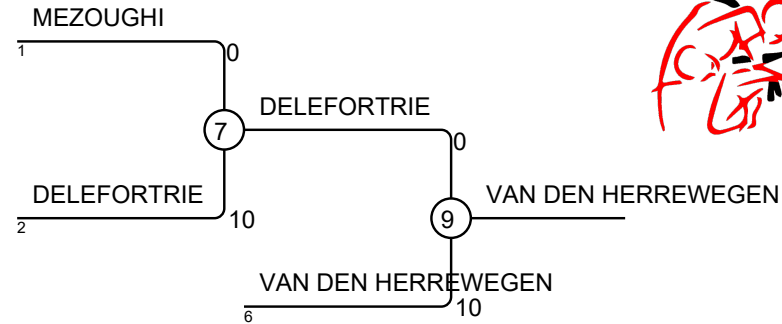 MEZOUGHI
1
0
7
DELEFORTRIE
0
DELEFORTRIE
2
10
9
VAN DEN HERREWEGEN
VAN DEN HERREWEGEN
6
10